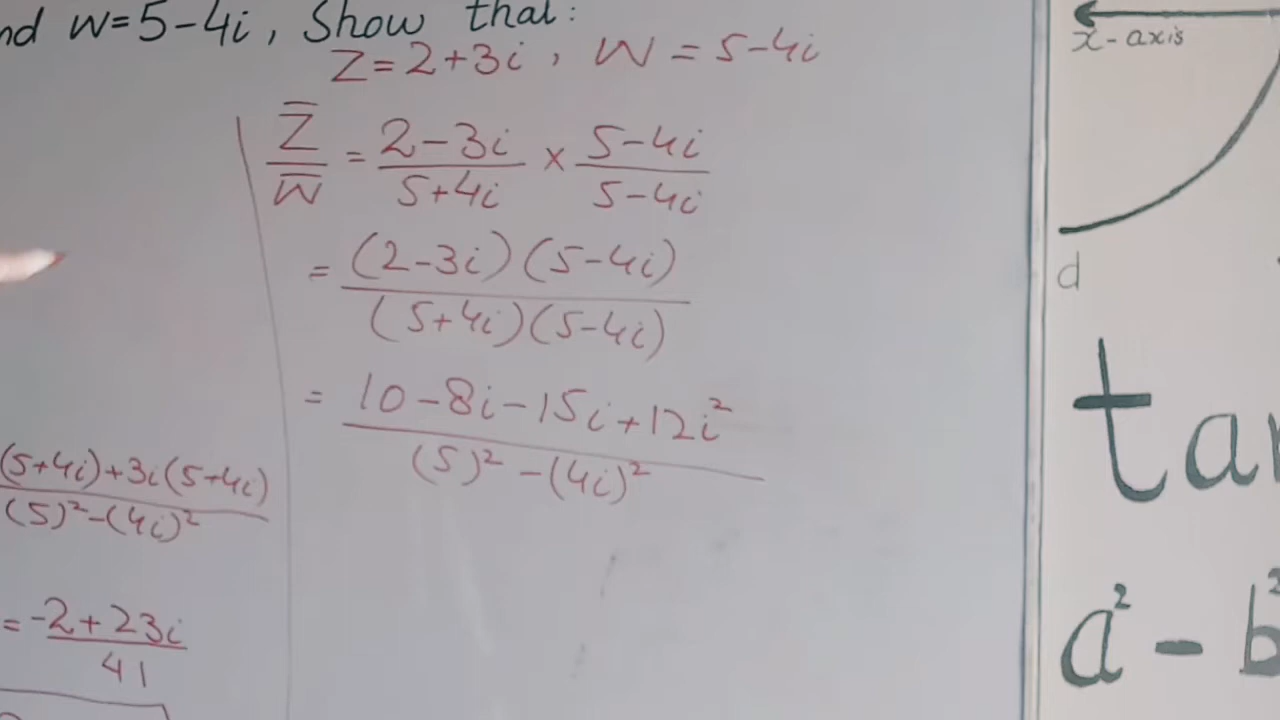 nd W=5-4i, Show that:
Z=2+3i, W=5-4i
Z̅/W̅ = (2-3i)/(5+4i) × (5-4i)/(5-4i)
= (2-3i)(5-4i)/(5+4i)(5-4i)
= (10-8i-15i+12i²)/((5)²-(4i)²)
(5+4i)+3i(5+4i)/(5)²-(4i)²
= (-2+23i)/41
x-axis
d
tan
a²-b²